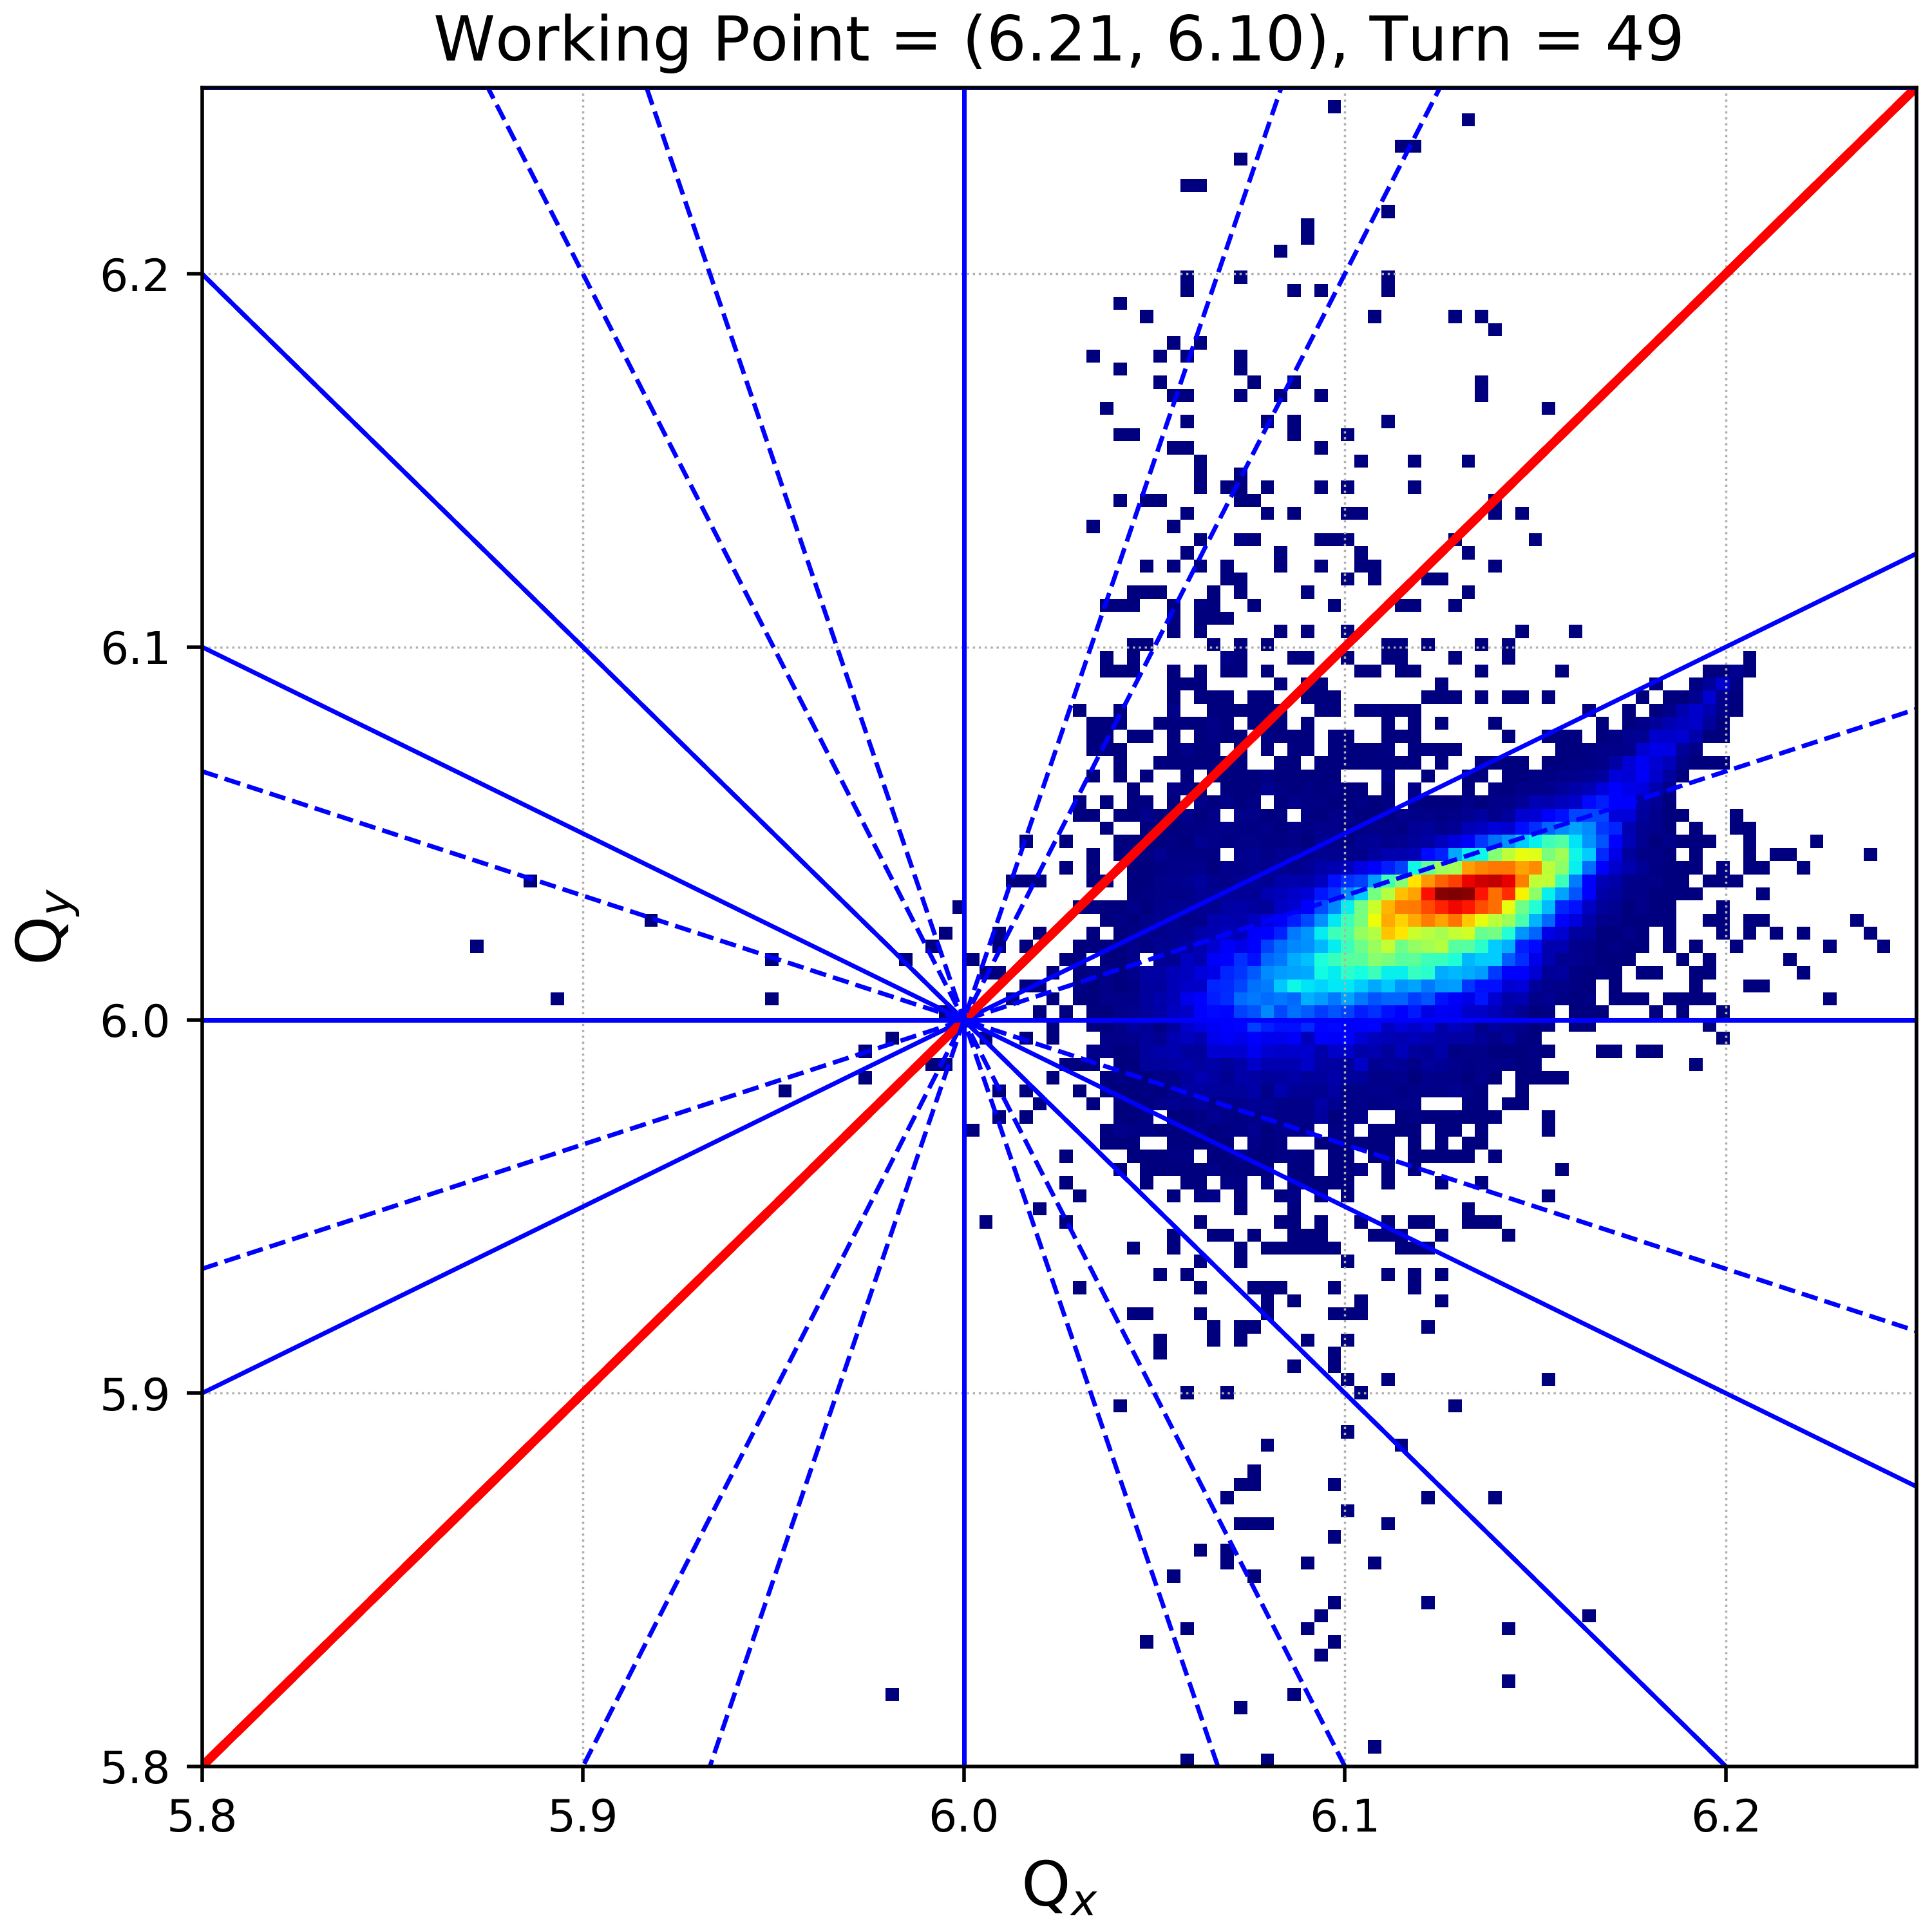 Working Point = (6.21, 6.10), Turn = 49
6.2
6.1
6.0
5.9
5.8
Qy
5.8 5.9 6.0 6.1 6.2
Qx